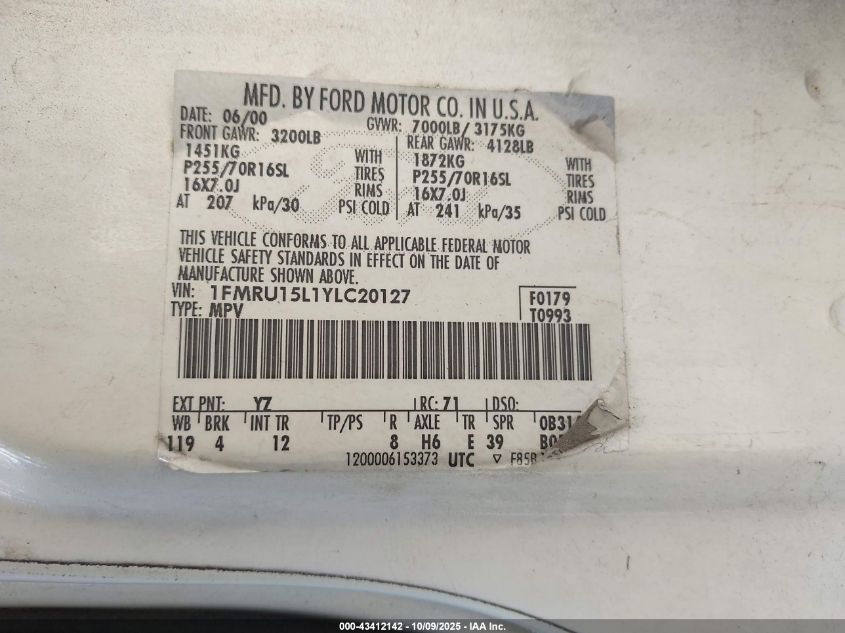 MFD. BY FORD MOTOR CO. IN U.S.A.
DATE: 06/00 GVWR: 7000LB/ 3175KG
FRONT GAWR: 3200LB REAR GAWR: 4128LB
1451KG WITH 1872KG WITH
P255/70R16SL TIRES P255/70R16SL TIRES
16X7.0J RIMS 16X7.0J RIMS
AT 207 kPa/30 PSI COLD AT 241 kPa/35 PSI COLD
THIS VEHICLE CONFORMS TO ALL APPLICABLE FEDERAL MOTOR
VEHICLE SAFETY STANDARDS IN EFFECT ON THE DATE OF
MANUFACTURE SHOWN ABOVE.
VIN: 1FMRU15L1YLC20127 F0179
TYPE: MPV T0993
EXT PNT: YZ RC: 71 DSO:
WB BRK INT TR TP/PS R AXLE TR SPR
119 4 12 8 H6 E 39
1200006153373 UTC ▽
000-43412142 - 10/09/2025 - IAA Inc.